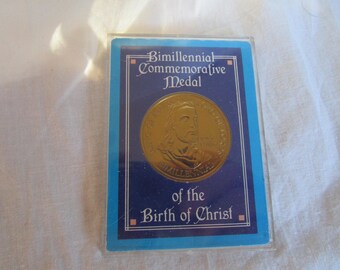 Bimillennial
Commemorative
Medal
of the
Birth of Christ